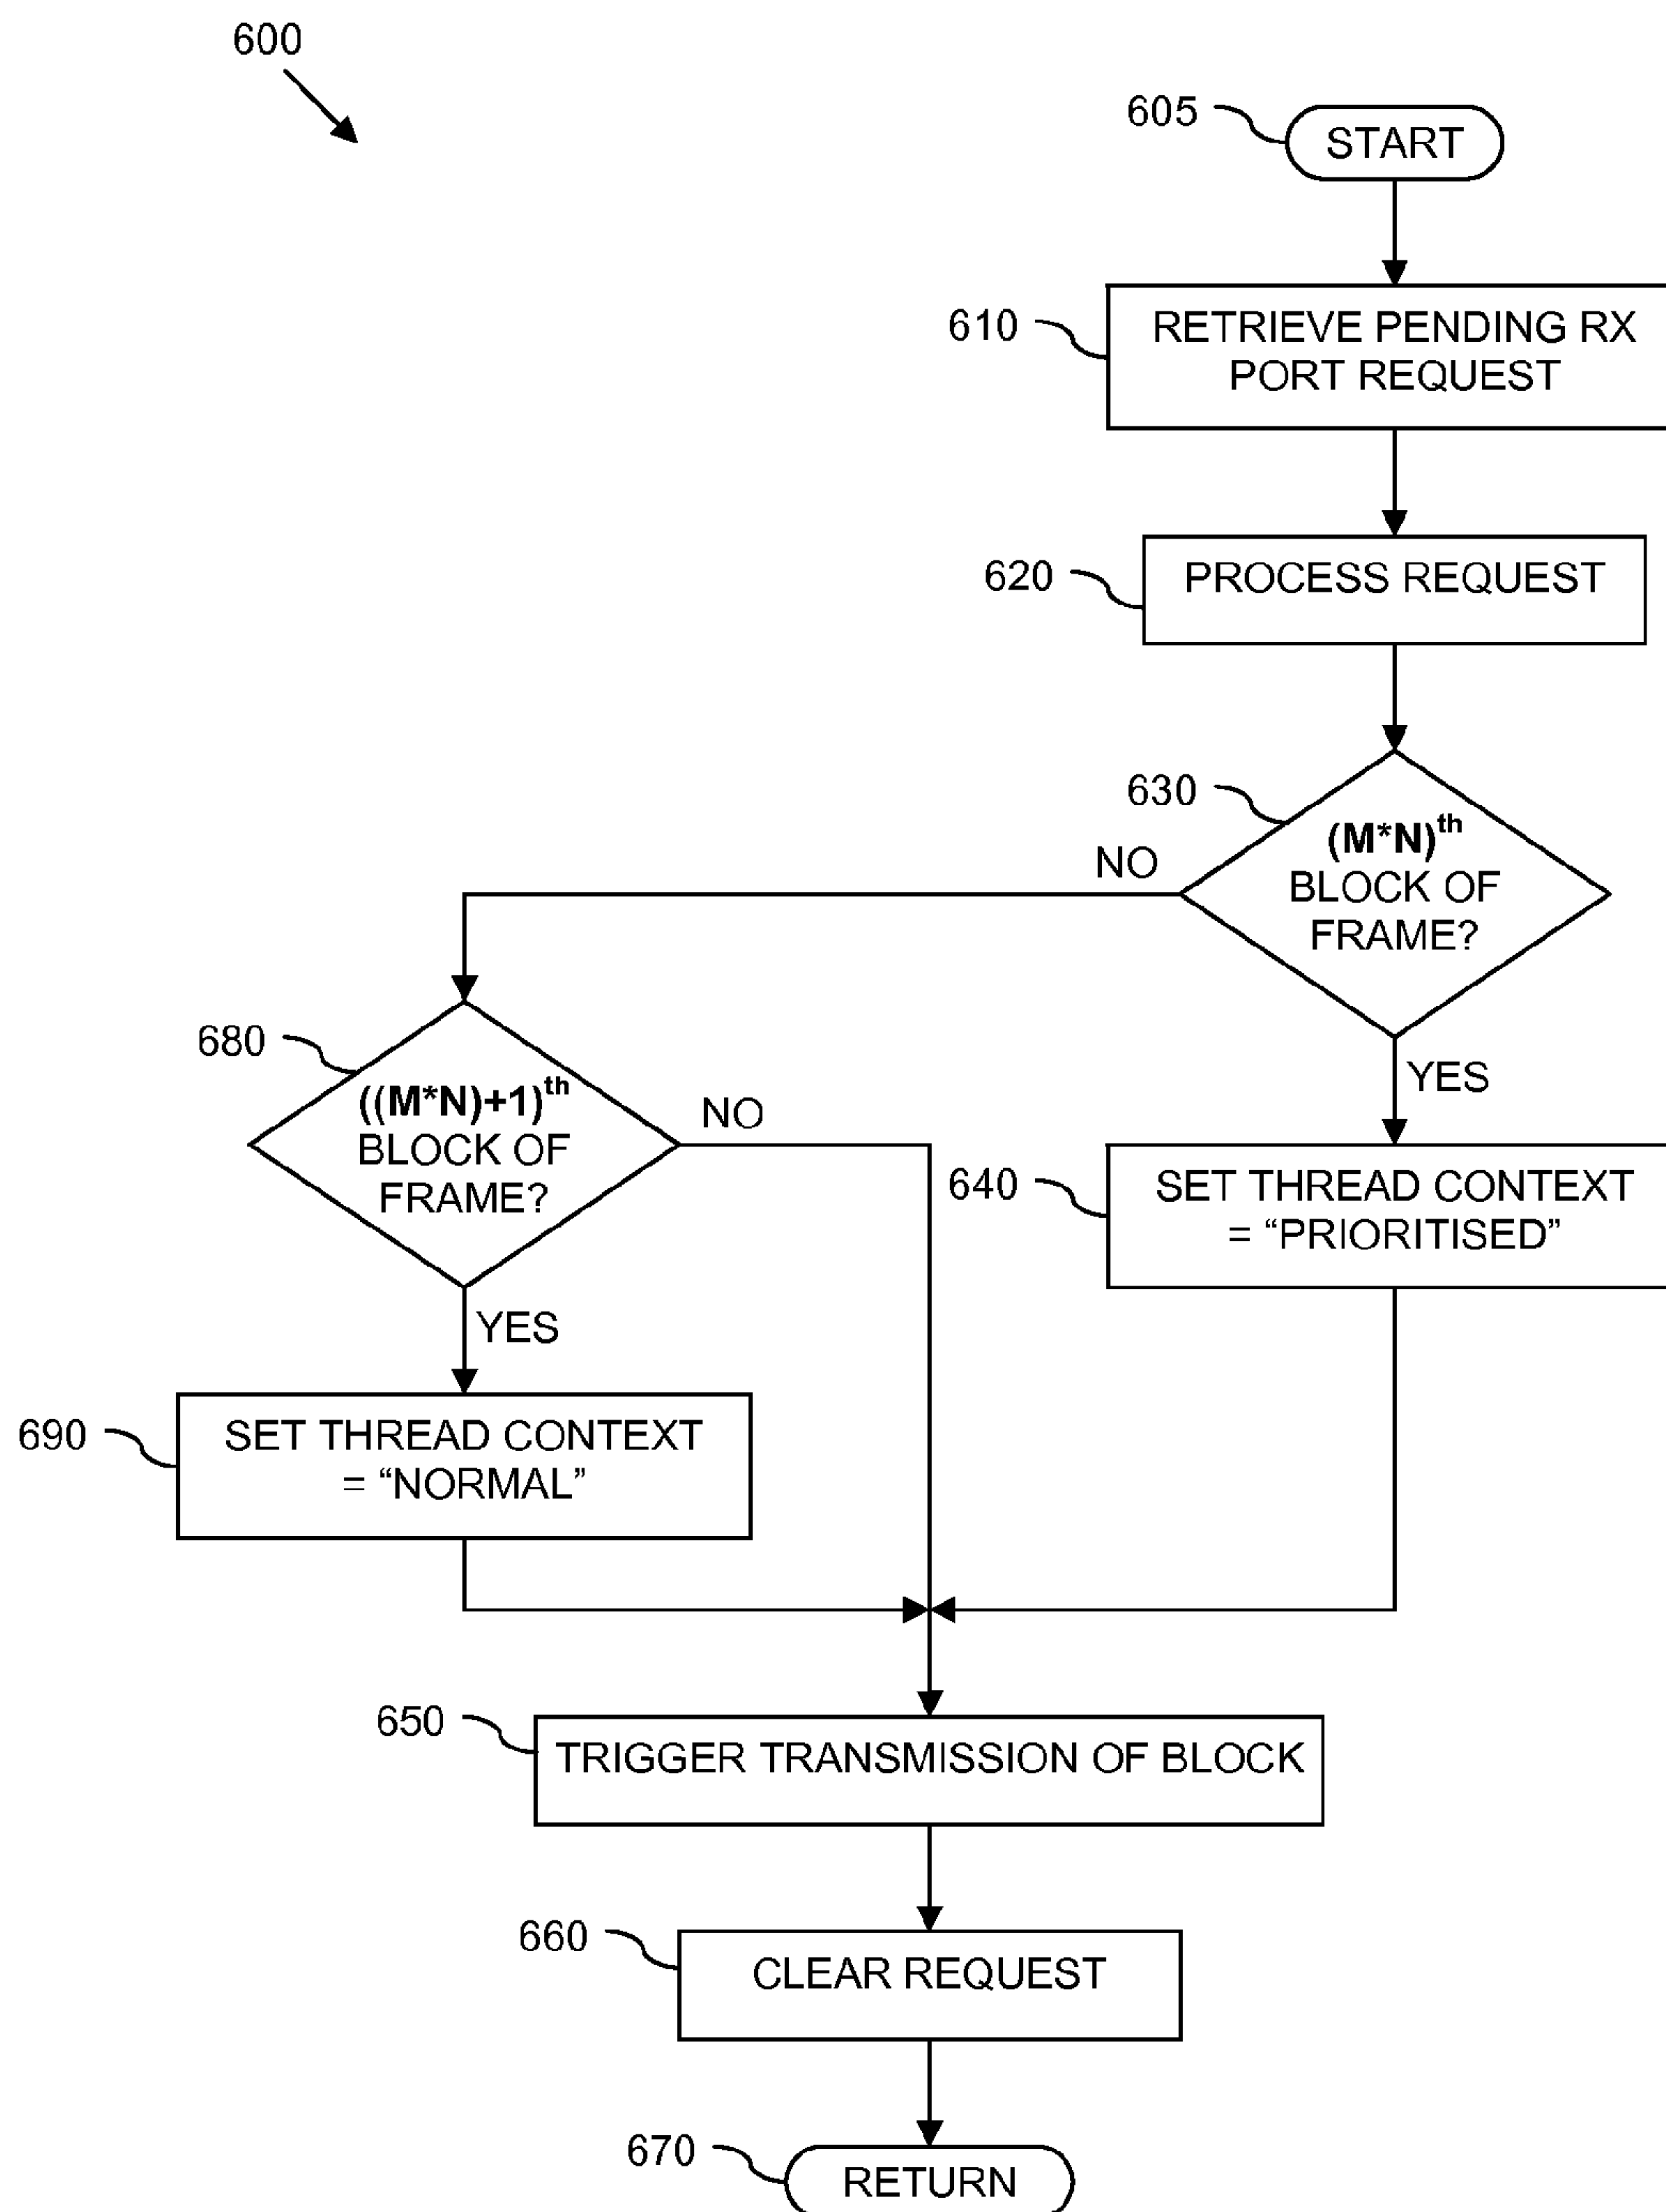 600
605
START
610
RETRIEVE PENDING RX
PORT REQUEST
620
PROCESS REQUEST
630
(M*N)th
BLOCK OF
FRAME?
NO
YES
680
((M*N)+1)th
BLOCK OF
FRAME?
NO
YES
640
SET THREAD CONTEXT
= “PRIORITISED”
690
SET THREAD CONTEXT
= “NORMAL”
650
TRIGGER TRANSMISSION OF BLOCK
660
CLEAR REQUEST
670
RETURN